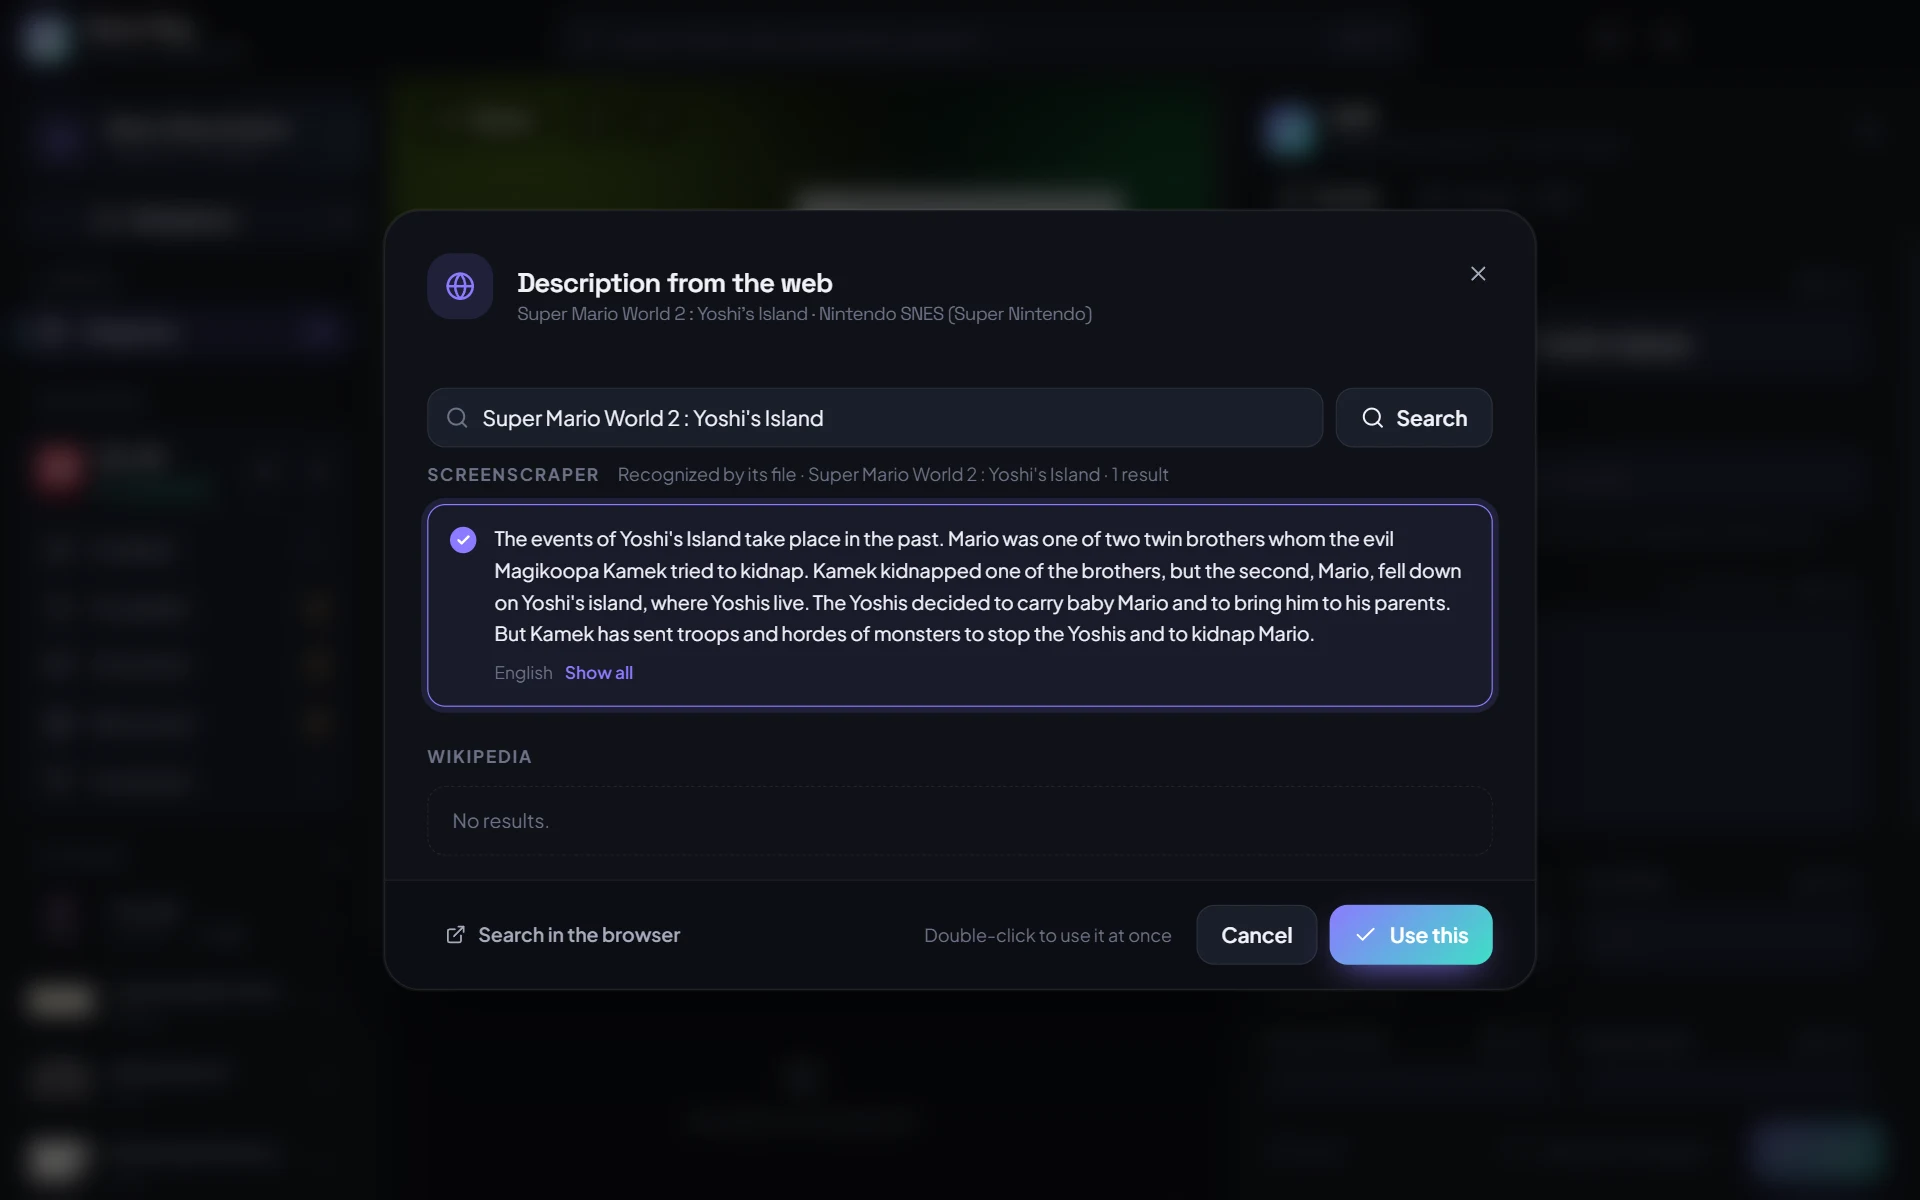 Description from the web
Super Mario World 2 : Yoshi's Island · Nintendo SNES (Super Nintendo)
Super Mario World 2 : Yoshi's Island
Search
SCREENSCRAPER Recognized by its file · Super Mario World 2 : Yoshi's Island · 1 result
The events of Yoshi's Island take place in the past. Mario was one of two twin brothers whom the evil
Magikoopa Kamek tried to kidnap. Kamek kidnapped one of the brothers, but the second, Mario, fell down
on Yoshi's island, where Yoshis live. The Yoshis decided to carry baby Mario and to bring him to his parents.
But Kamek has sent troops and hordes of monsters to stop the Yoshis and to kidnap Mario.
English Show all
WIKIPEDIA
No results.
Search in the browser
Double-click to use it at once
Cancel
Use this